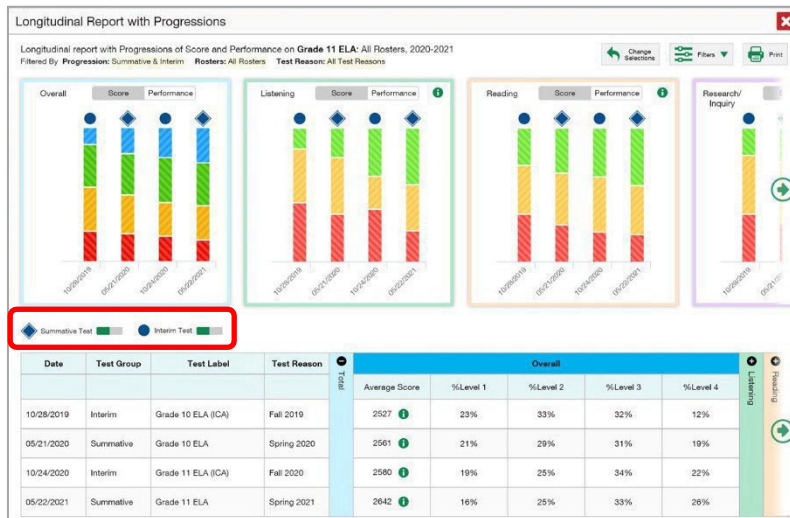 Longitudinal Report with Progressions
Longitudinal report with Progressions of Score and Performance on Grade 11 ELA: All Rosters, 2020-2021
Filtered By Progression: Summative & Interim Rosters: All Rosters Test Reason: All Test Reasons
Change Selections
Filters
Print
Overall Score Performance
10/28/2019 05/21/2020 10/24/2020 05/22/2021
Listening Score Performance
10/28/2019 05/21/2020 10/24/2020 05/22/2021
Reading Score Performance
10/28/2019 05/21/2020 10/24/2020 05/22/2021
Research/
Inquiry
10/28/2019
Summative Test Interim Test
Date Test Group Test Label Test Reason Total Overall Listening Reading
Average Score %Level 1 %Level 2 %Level 3 %Level 4
10/28/2019 Interim Grade 10 ELA (ICA) Fall 2019 2527 23% 33% 32% 12%
05/21/2020 Summative Grade 10 ELA Spring 2020 2561 21% 29% 31% 19%
10/24/2020 Interim Grade 11 ELA (ICA) Fall 2020 2580 19% 25% 34% 22%
05/22/2021 Summative Grade 11 ELA Spring 2021 2642 16% 25% 33% 26%